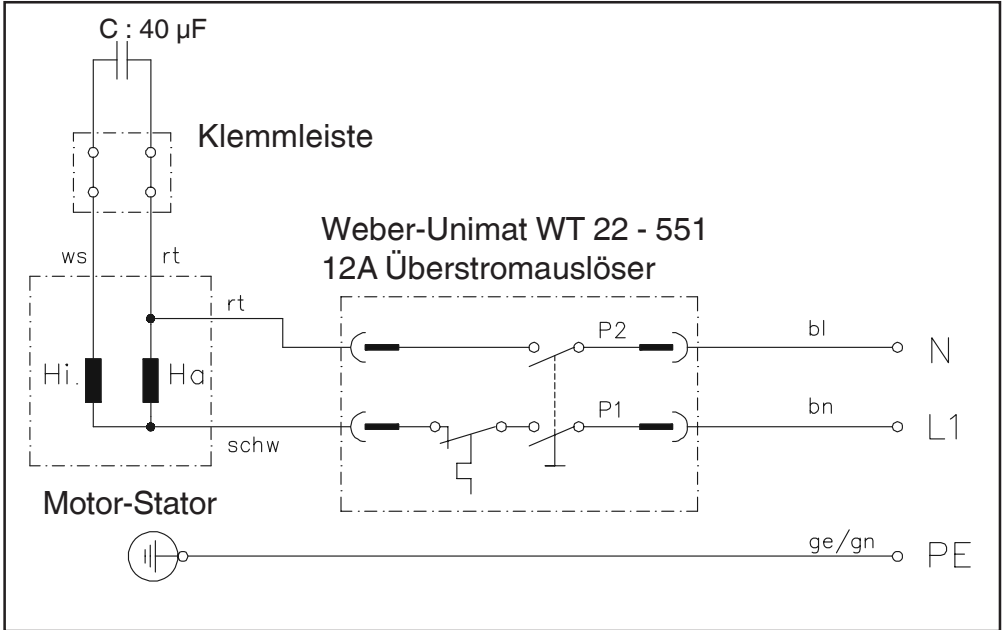 C : 40 µF
Klemmleiste
Weber-Unimat WT 22 - 551
12A Überstromauslöser
ws
rt
rt
P2
bl
N
Hi.
Ha
P1
bn
L1
schw
Motor-Stator
ge/gn
PE